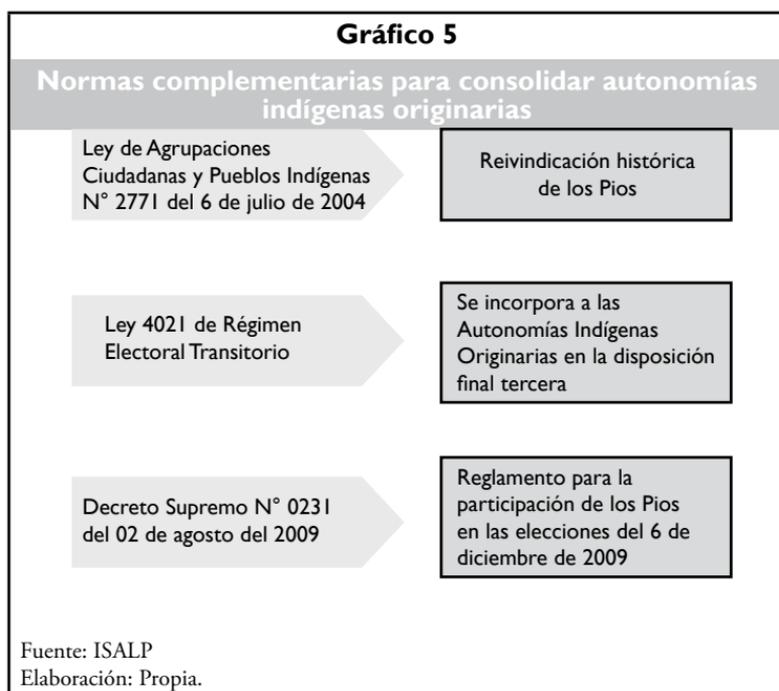 Gráfico 5
Normas complementarias para consolidar autonomías
indígenas originarias
Ley de Agrupaciones
Ciudadanas y Pueblos Indígenas
N° 2771 del 6 de julio de 2004
Reivindicación histórica
de los Pios
Ley 4021 de Régimen
Electoral Transitorio
Se incorpora a las
Autonomías Indígenas
Originarias en la disposición
final tercera
Decreto Supremo N° 0231
del 02 de agosto del 2009
Reglamento para la
participación de los Pios
en las elecciones del 6 de
diciembre de 2009
Fuente: ISALP
Elaboración: Propia.